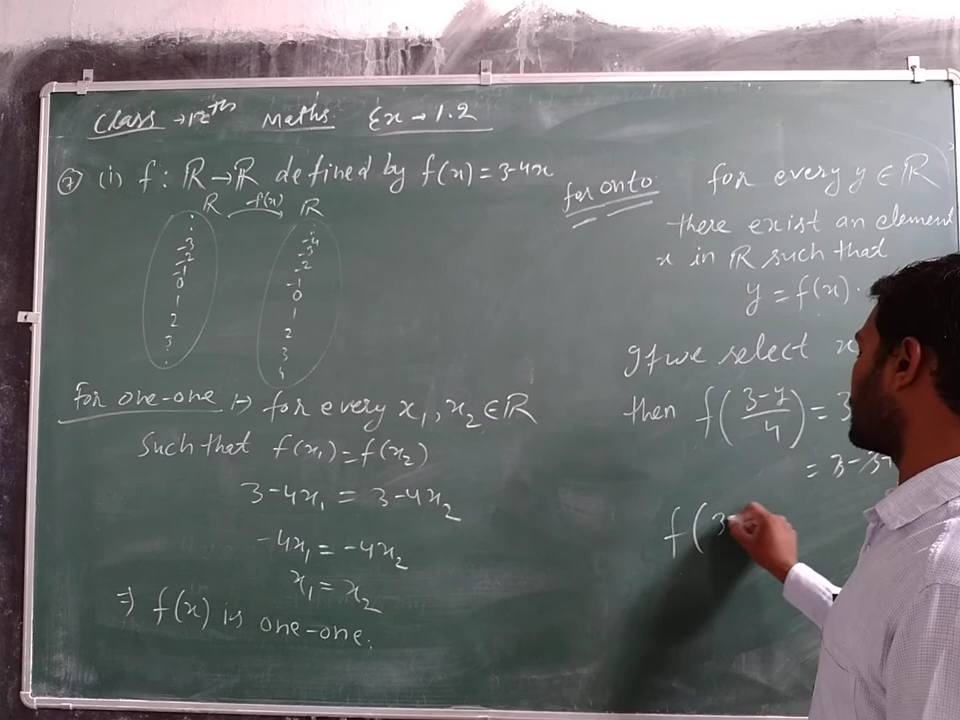 Class → 12th Maths Ex → 1.2
⑦ (i) f : R→R defined by f(x) = 3-4x
R f(x) R
-3
-2
-1
0
1
2
3
-4
-3
-2
-1
0
1
2
3
4
For one-one :- for every x₁, x₂ ∈ R
Such that f(x₁) = f(x₂)
3-4x₁ = 3-4x₂
-4x₁ = -4x₂
x₁ = x₂
⇒ f(x) is one-one.
for onto for every y ∈ R
there exist an element
x in R such that
y = f(x).
If we select x
then f((3-y)/4) = 3
= 3-3+
f(3-